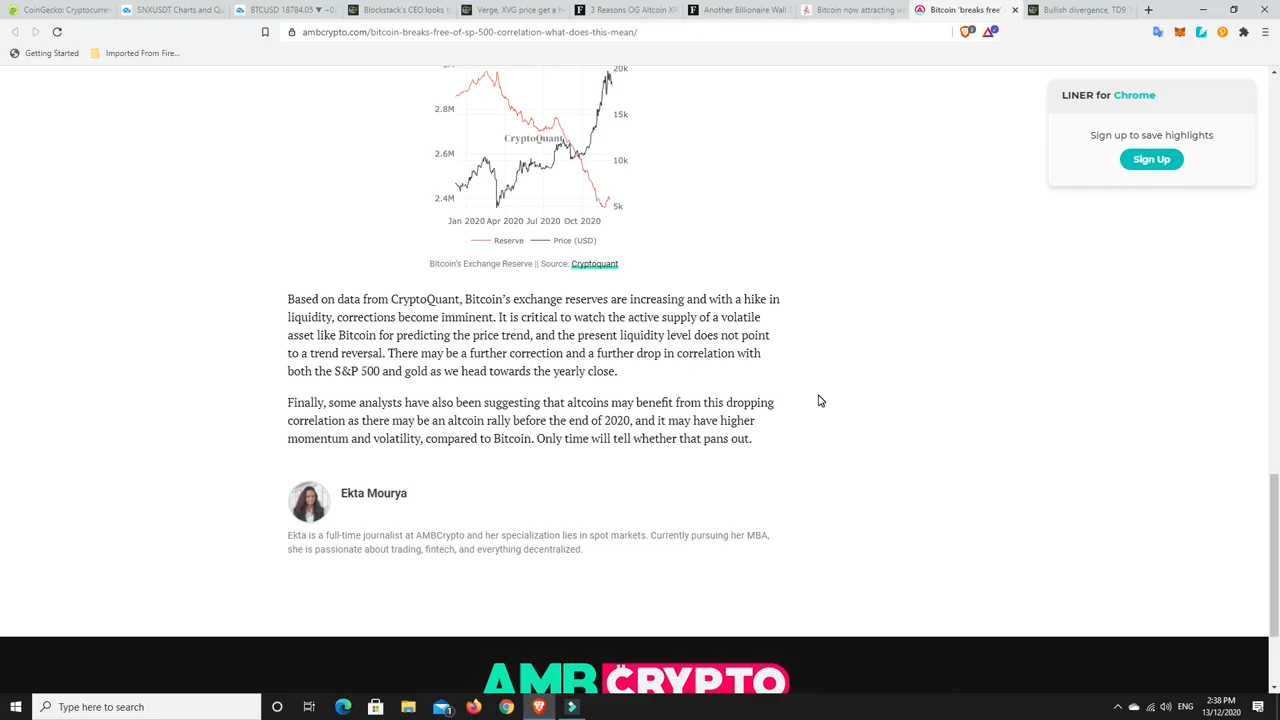 CoinGecko: Cryptocurren
SNXUSDT Charts and Qu
BTCUSD 18784.05 ▼ −0.
Blockstack's CEO looks to
Verge, XVG price get a he
3 Reasons OG Altcoin XR
Another Billionaire Wall S
Bitcoin now attracting w
Bitcoin 'breaks free'
Bullish divergence, TD9
ambcrypto.com/bitcoin-breaks-free-of-sp-500-correlation-what-does-this-mean/
Getting Started
Imported From Fire...
LINER for Chrome
Sign up to save highlights
Sign Up
20k
2.8M
15k
CryptoQuant
2.6M
10k
2.4M
5k
Jan 2020 Apr 2020 Jul 2020 Oct 2020
Reserve Price (USD)
Bitcoin's Exchange Reserve || Source: Cryptoquant
Based on data from CryptoQuant, Bitcoin's exchange reserves are increasing and with a hike in
liquidity, corrections become imminent. It is critical to watch the active supply of a volatile
asset like Bitcoin for predicting the price trend, and the present liquidity level does not point
to a trend reversal. There may be a further correction and a further drop in correlation with
both the S&P 500 and gold as we head towards the yearly close.
Finally, some analysts have also been suggesting that altcoins may benefit from this dropping
correlation as there may be an altcoin rally before the end of 2020, and it may have higher
momentum and volatility, compared to Bitcoin. Only time will tell whether that pans out.
Ekta Mourya
Ekta is a full-time journalist at AMBCrypto and her specialization lies in spot markets. Currently pursuing her MBA,
she is passionate about trading, fintech, and everything decentralized.
AMBCRYPTO
Type here to search
ENG
2:38 PM
13/12/2020